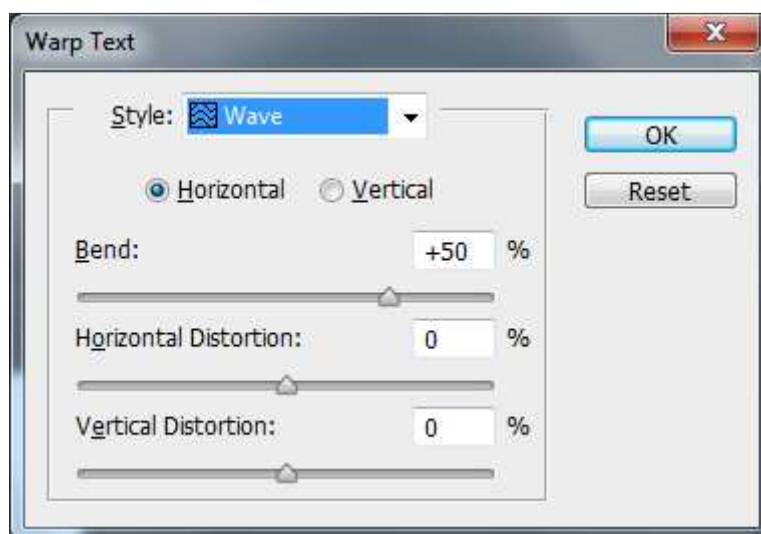 Warp Text
Style: Wave
OK
Horizontal Vertical
Reset
Bend: +50 %
Horizontal Distortion: 0 %
Vertical Distortion: 0 %